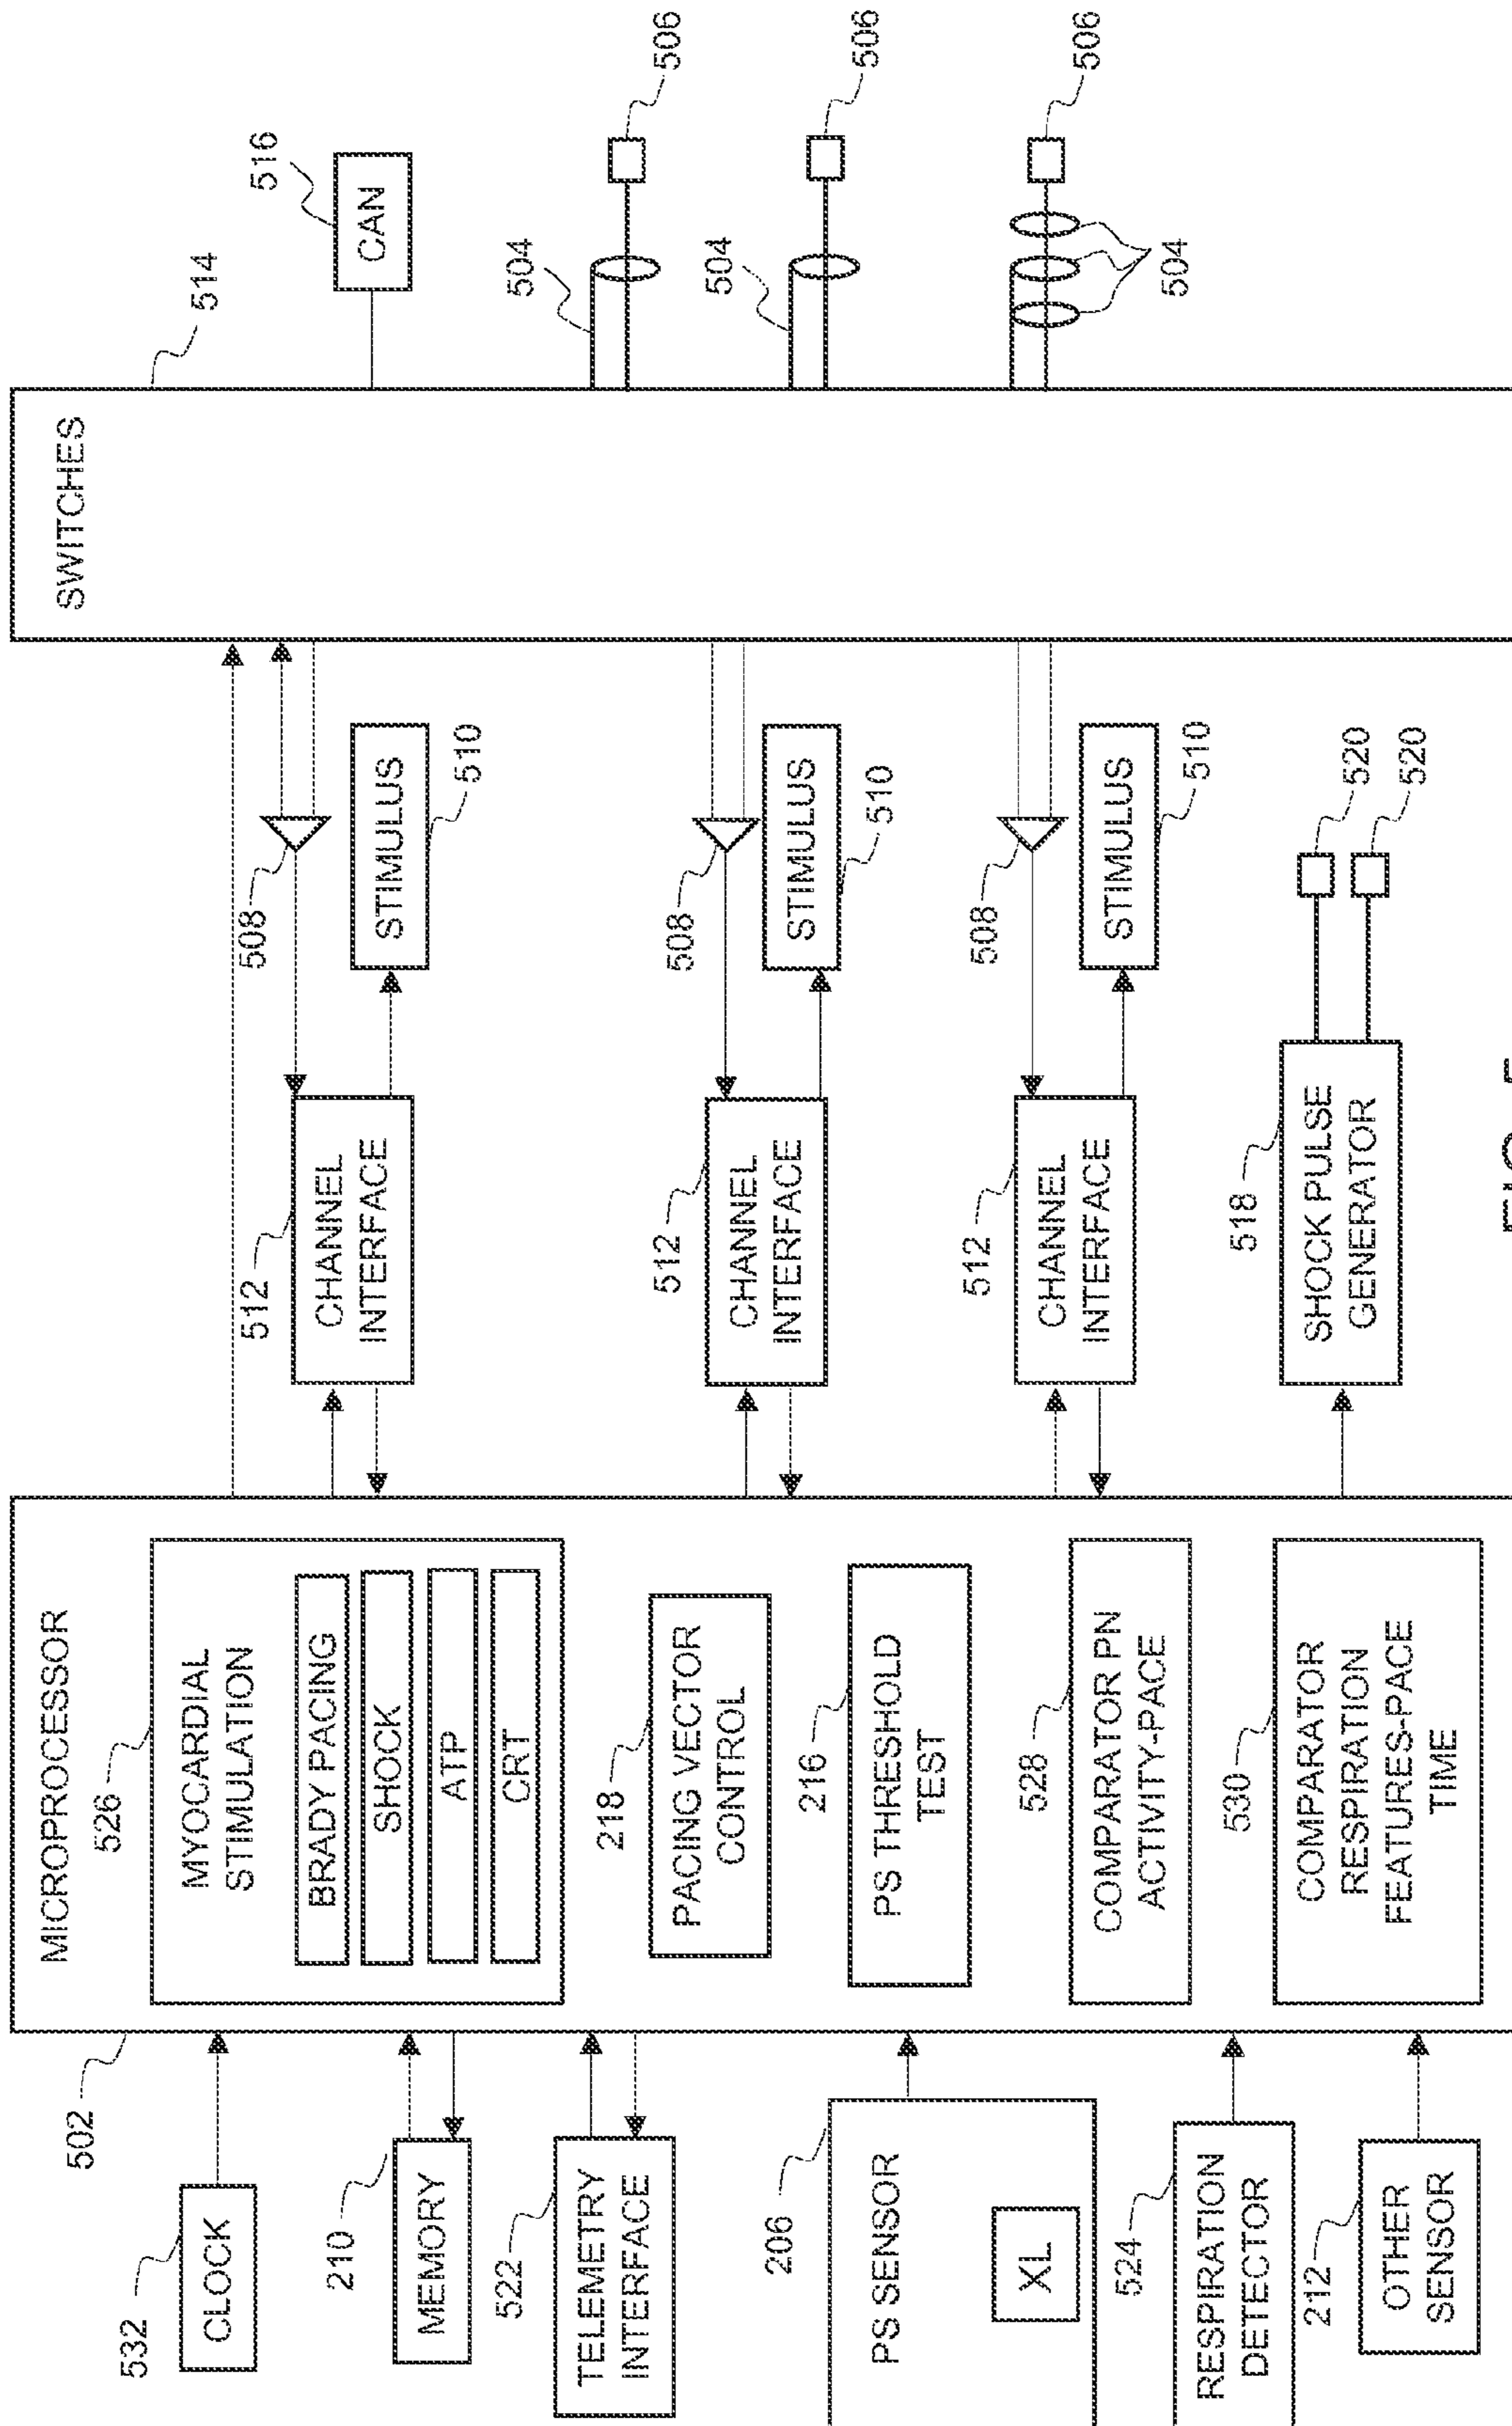 MICROPROCESSOR
502
526
MYOCARDIAL
STIMULATION
BRADY PACING
SHOCK
ATP
CRT
218
PACING VECTOR
CONTROL
216
PS THRESHOLD
TEST
528
COMPARATOR PN
ACTIVITY-PACE
530
COMPARATOR
RESPIRATION
FEATURES-PACE
TIME
532
CLOCK
210
MEMORY
522
TELEMETRY
INTERFACE
206
PS SENSOR
XL
524
RESPIRATION
DETECTOR
212
OTHER
SENSOR
512
CHANNEL
INTERFACE
508
STIMULUS
510
512
CHANNEL
INTERFACE
508
STIMULUS
510
512
CHANNEL
INTERFACE
508
STIMULUS
510
518
SHOCK PULSE
GENERATOR
520
520
SWITCHES
514
516
CAN
504
506
504
506
504
506